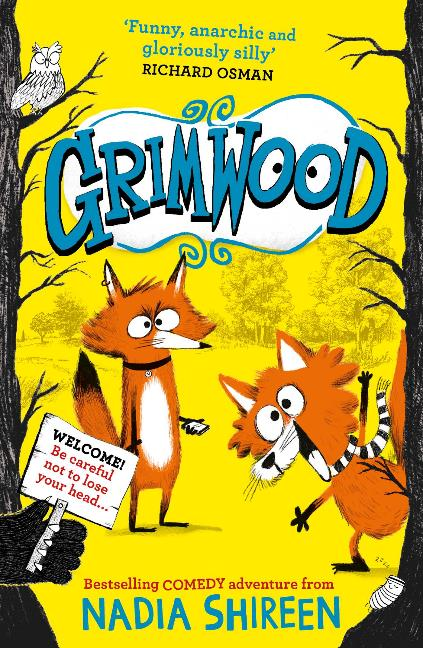 ‘Funny, anarchic and
gloriously silly’
RICHARD OSMAN
GRIMWOOD
WELCOME!
Be careful
not to lose
your head...
Bestselling COMEDY adventure from
NADIA SHIREEN